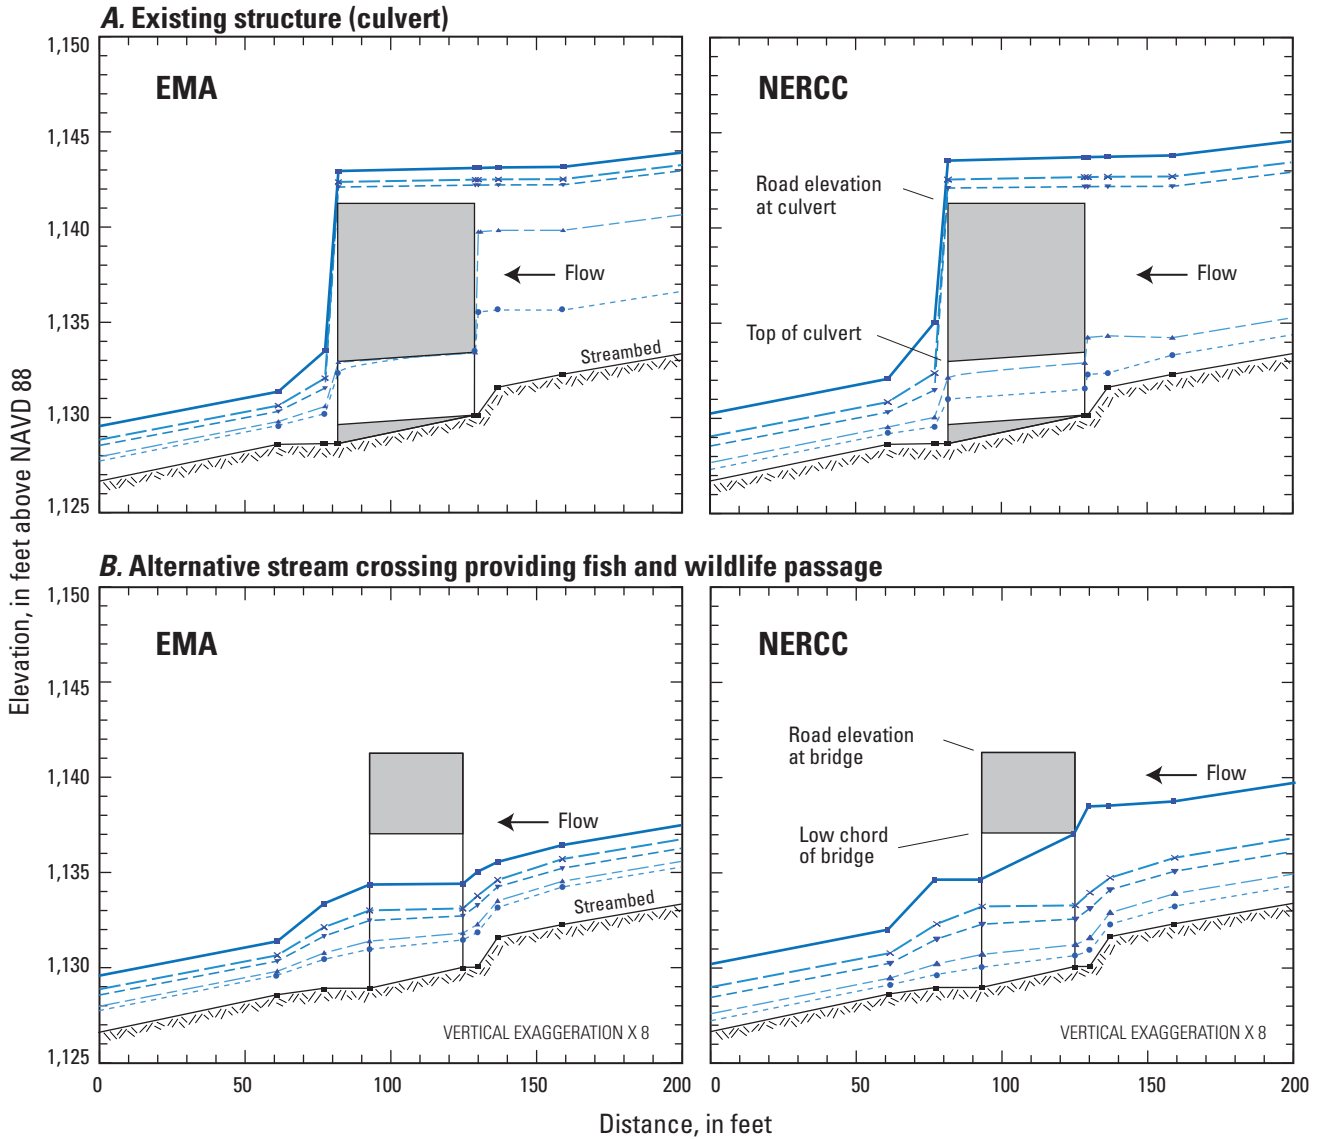 A. Existing structure (culvert)
EMA
NERCC
1,150
1,145
1,140
1,135
1,130
1,125
Road elevation
at culvert
Flow
Flow
Top of culvert
Streambed
Elevation, in feet above NAVD 88
B. Alternative stream crossing providing fish and wildlife passage
EMA
NERCC
1,150
1,145
1,140
1,135
1,130
1,125
Road elevation
at bridge
Flow
Flow
Low chord
of bridge
Streambed
VERTICAL EXAGGERATION X 8
VERTICAL EXAGGERATION X 8
0 50 100 150 200
0 50 100 150 200
Distance, in feet